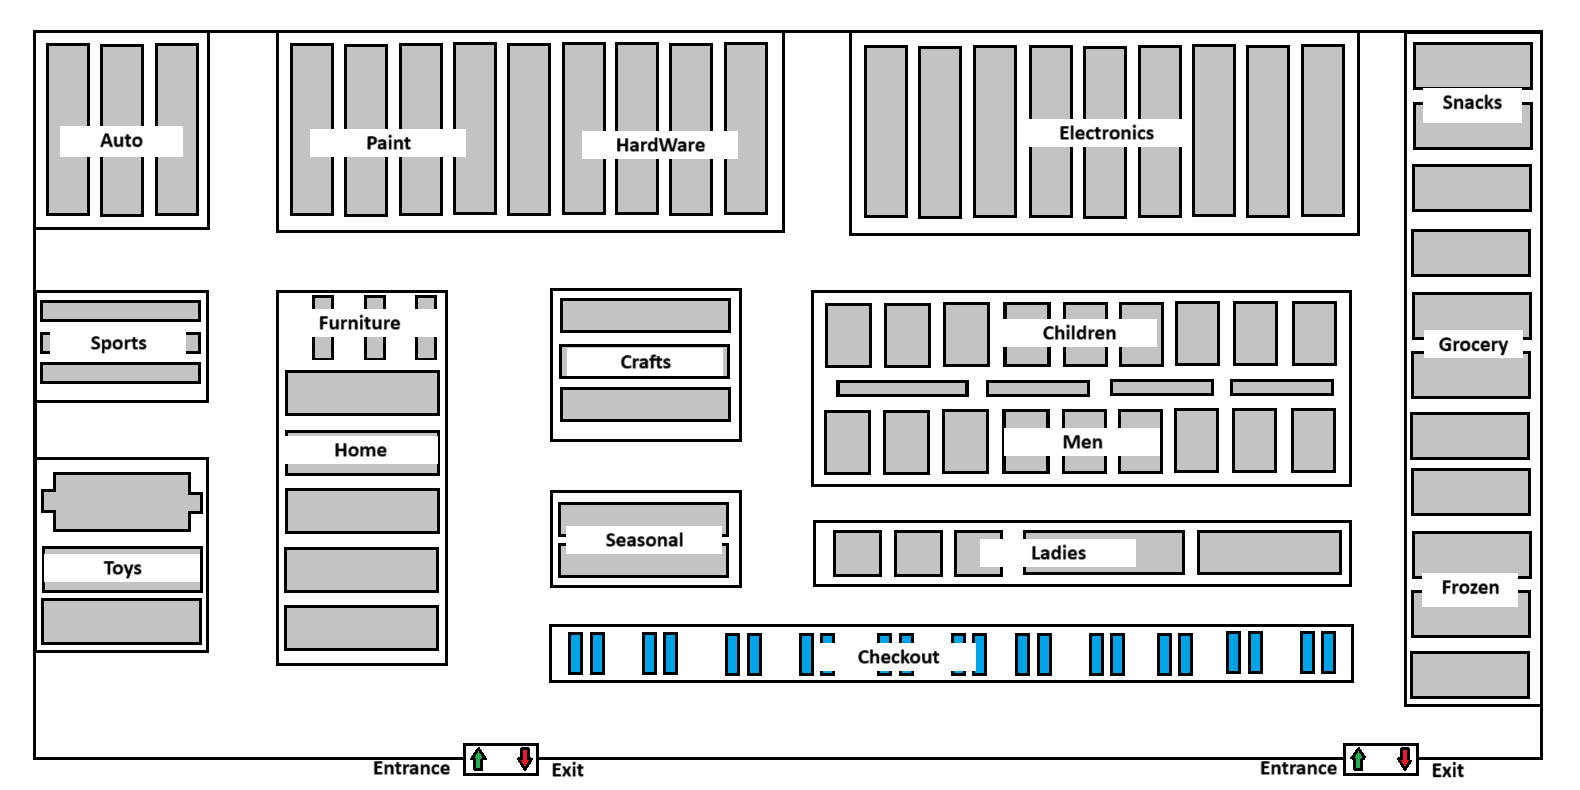 Auto
Paint
HardWare
Electronics
Snacks
Sports
Furniture
Crafts
Children
Grocery
Home
Men
Toys
Seasonal
Ladies
Frozen
Checkout
Entrance
Exit
Entrance
Exit